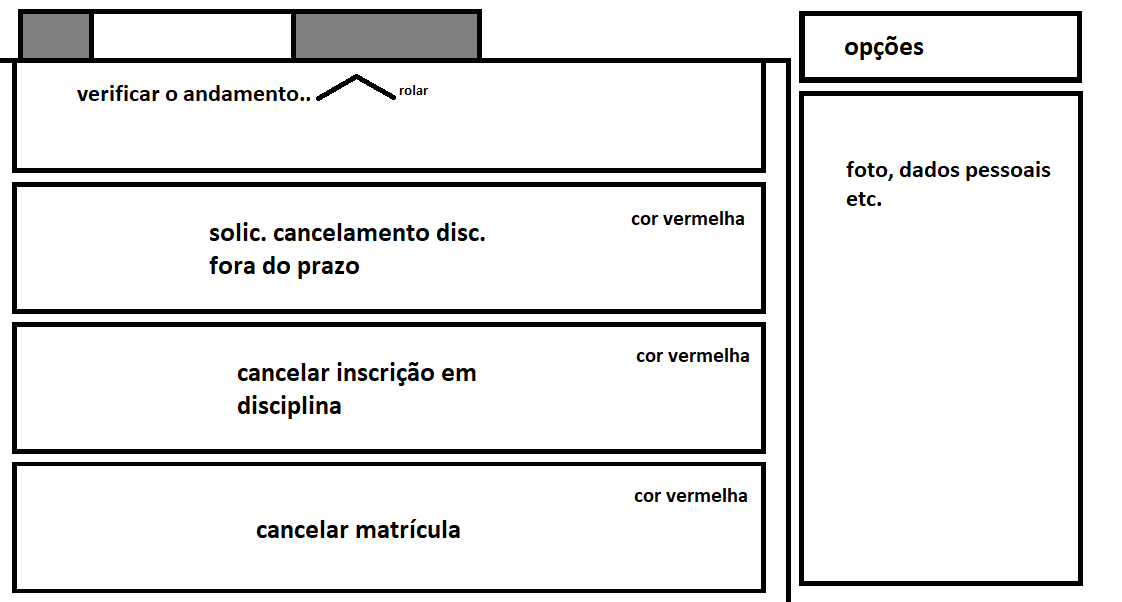 opções
verificar o andamento..
rolar
foto, dados pessoais
etc.
cor vermelha
solic. cancelamento disc.
fora do prazo
cor vermelha
cancelar inscrição em
disciplina
cor vermelha
cancelar matrícula